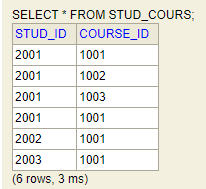 SELECT * FROM STUD_COURS;
STUD_ID COURSE_ID
2001 1001
2001 1002
2001 1003
2001 1001
2002 1001
2003 1001
(6 rows, 3 ms)